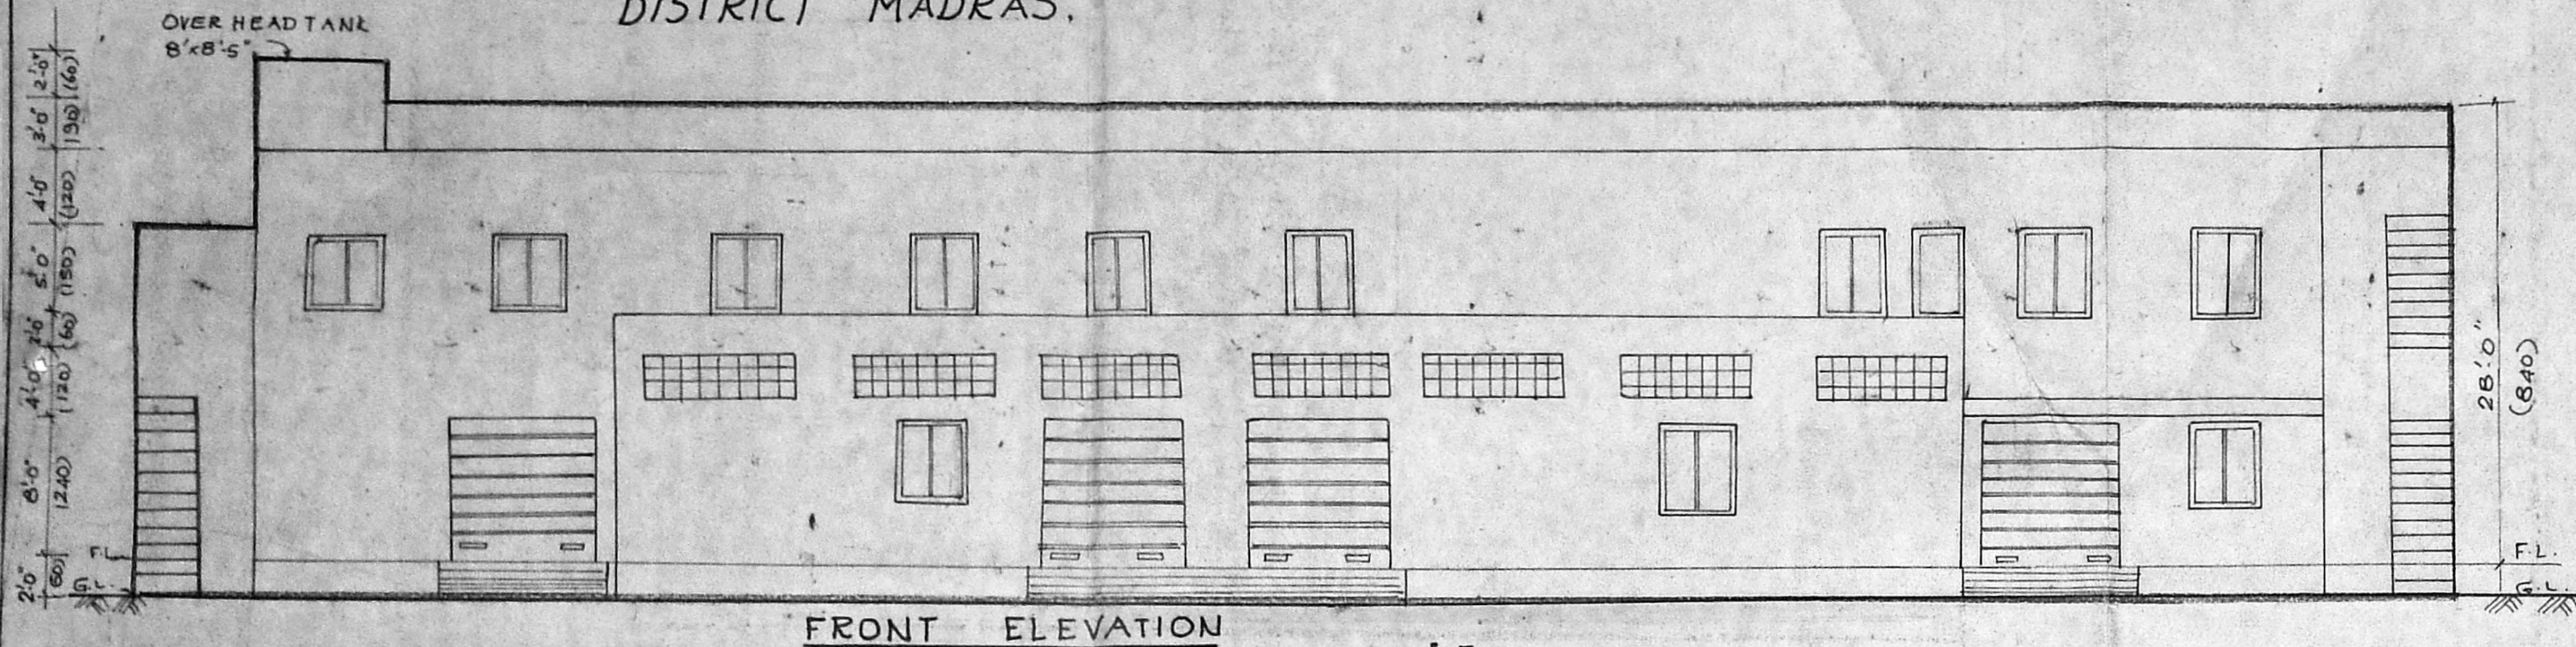 DISTRICT MADRAS.
OVER HEAD TANK
8'x8'-5"
2'-0"
(60)
3'-0"
(90)
4'-0"
(120)
5'-0"
(150)
2'-0"
(60)
4'-0"
(120)
8'-0"
(240)
2'-0"
(60)
F.L.
G.L.
28'-0"
(840)
F.L.
G.L.
FRONT ELEVATION